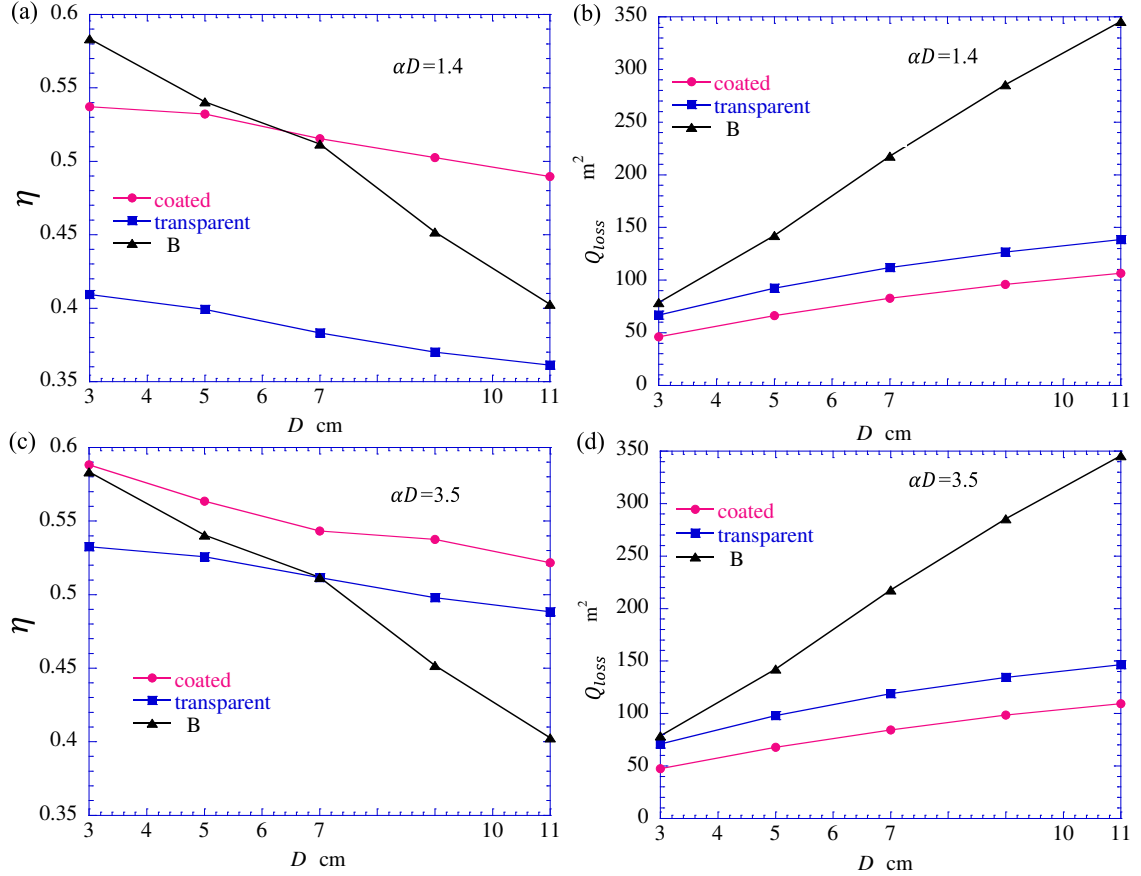 (a)
0.6
0.55
0.5
0.45
0.4
0.35
η
αD=1.4
coated
transparent
B
3 4 5 6 7 10 11
D cm
(b)
350
300
250
200
150
100
50
0
Q_loss m²
αD=1.4
coated
transparent
B
3 4 5 6 7 10 11
D cm
(c)
0.6
0.55
0.5
0.45
0.4
0.35
η
αD=3.5
coated
transparent
B
3 4 5 6 7 10 11
D cm
(d)
350
300
250
200
150
100
50
0
Q_loss m²
αD=3.5
coated
transparent
B
3 4 5 6 7 10 11
D cm